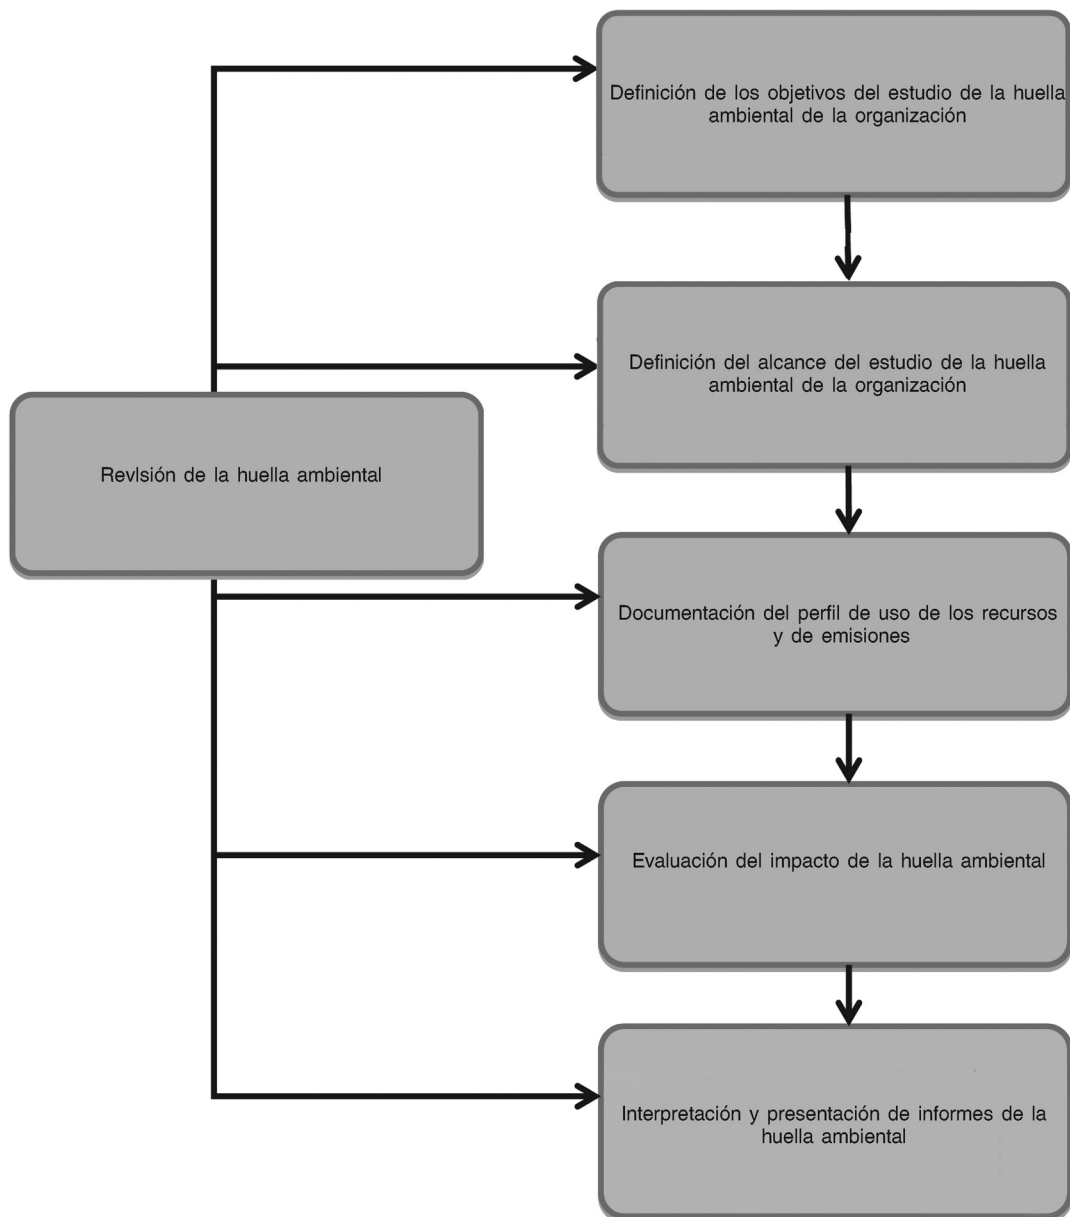 Definición de los objetivos del estudio de la huella
ambiental de la organización
Definición del alcance del estudio de la huella
ambiental de la organización
Revlsión de la huella ambiental
Documentación del perfil de uso de los recursos
y de emisiones
Evaluación del impacto de la huella ambiental
Interpretación y presentación de informes de la
huella ambiental